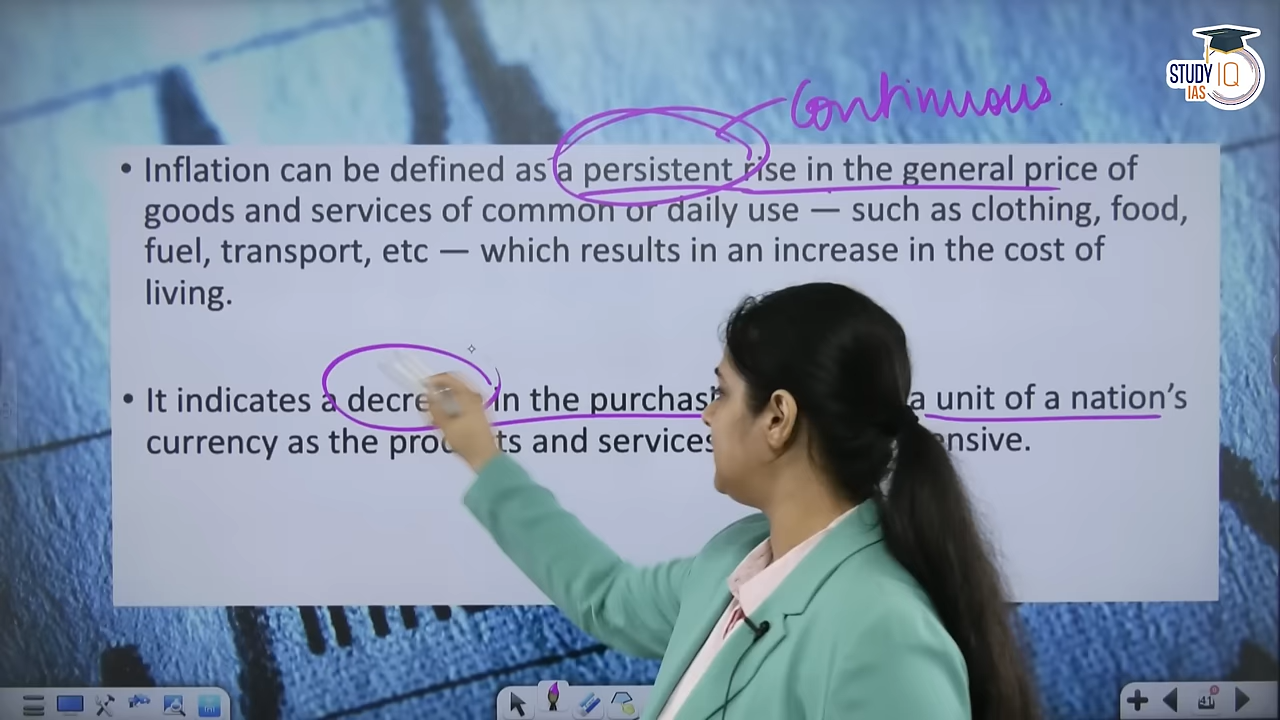 STUDY IQ
IAS
Continuous
• Inflation can be defined as a persistent rise in the general price of
goods and services of common or daily use — such as clothing, food,
fuel, transport, etc — which results in an increase in the cost of
living.
• It indicates a in the a unit of a nation's
currency as the and services
41